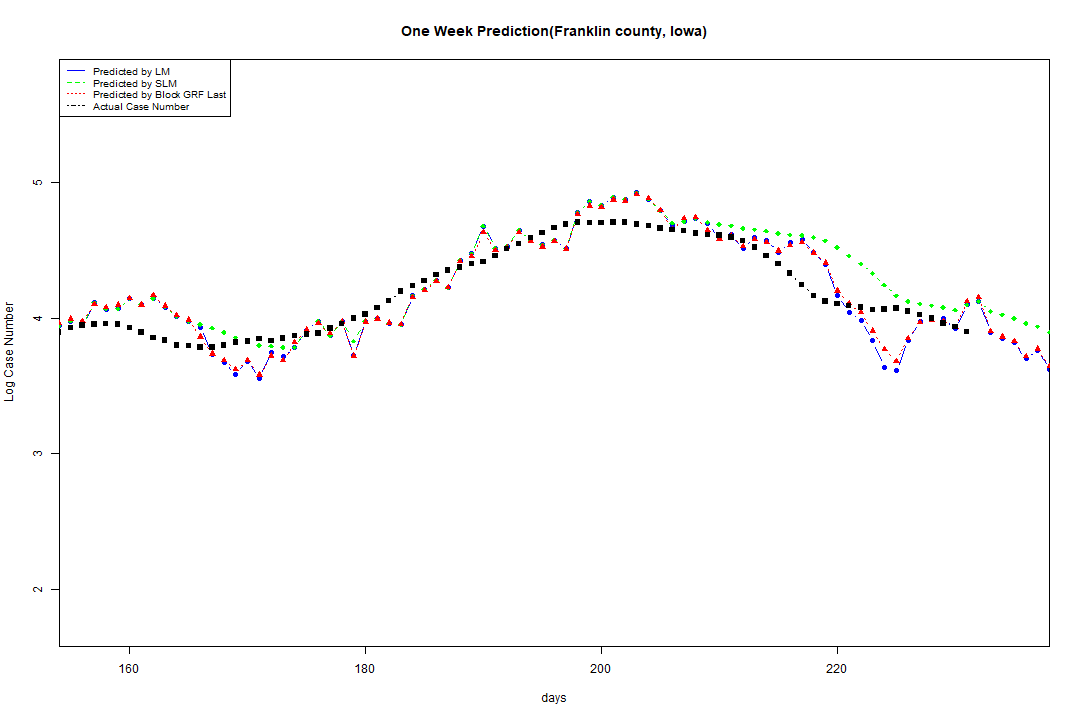 One Week Prediction(Franklin county, Iowa)
Predicted by LM
Predicted by SLM
Predicted by Block GRF Last
Actual Case Number
5
4
3
2
Log Case Number
160 180 200 220
days